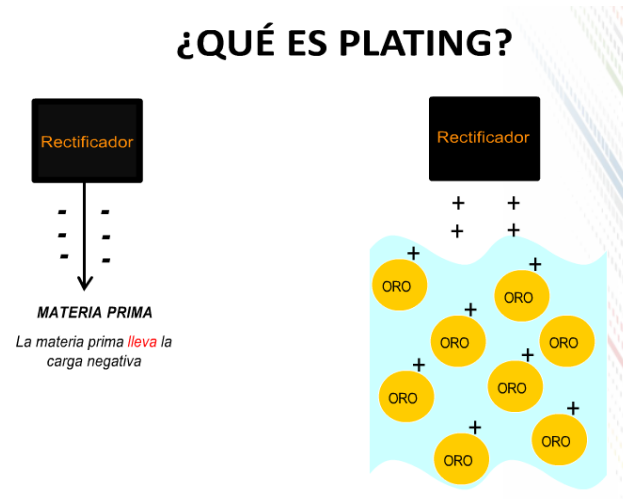 ¿QUÉ ES PLATING?
Rectificador
- -
- -
- -
MATERIA PRIMA
La materia prima lleva la
carga negativa
Rectificador
+ +
+ +
+
ORO
+
ORO
+
ORO
ORO
+
ORO
+
ORO
+
ORO
+
ORO